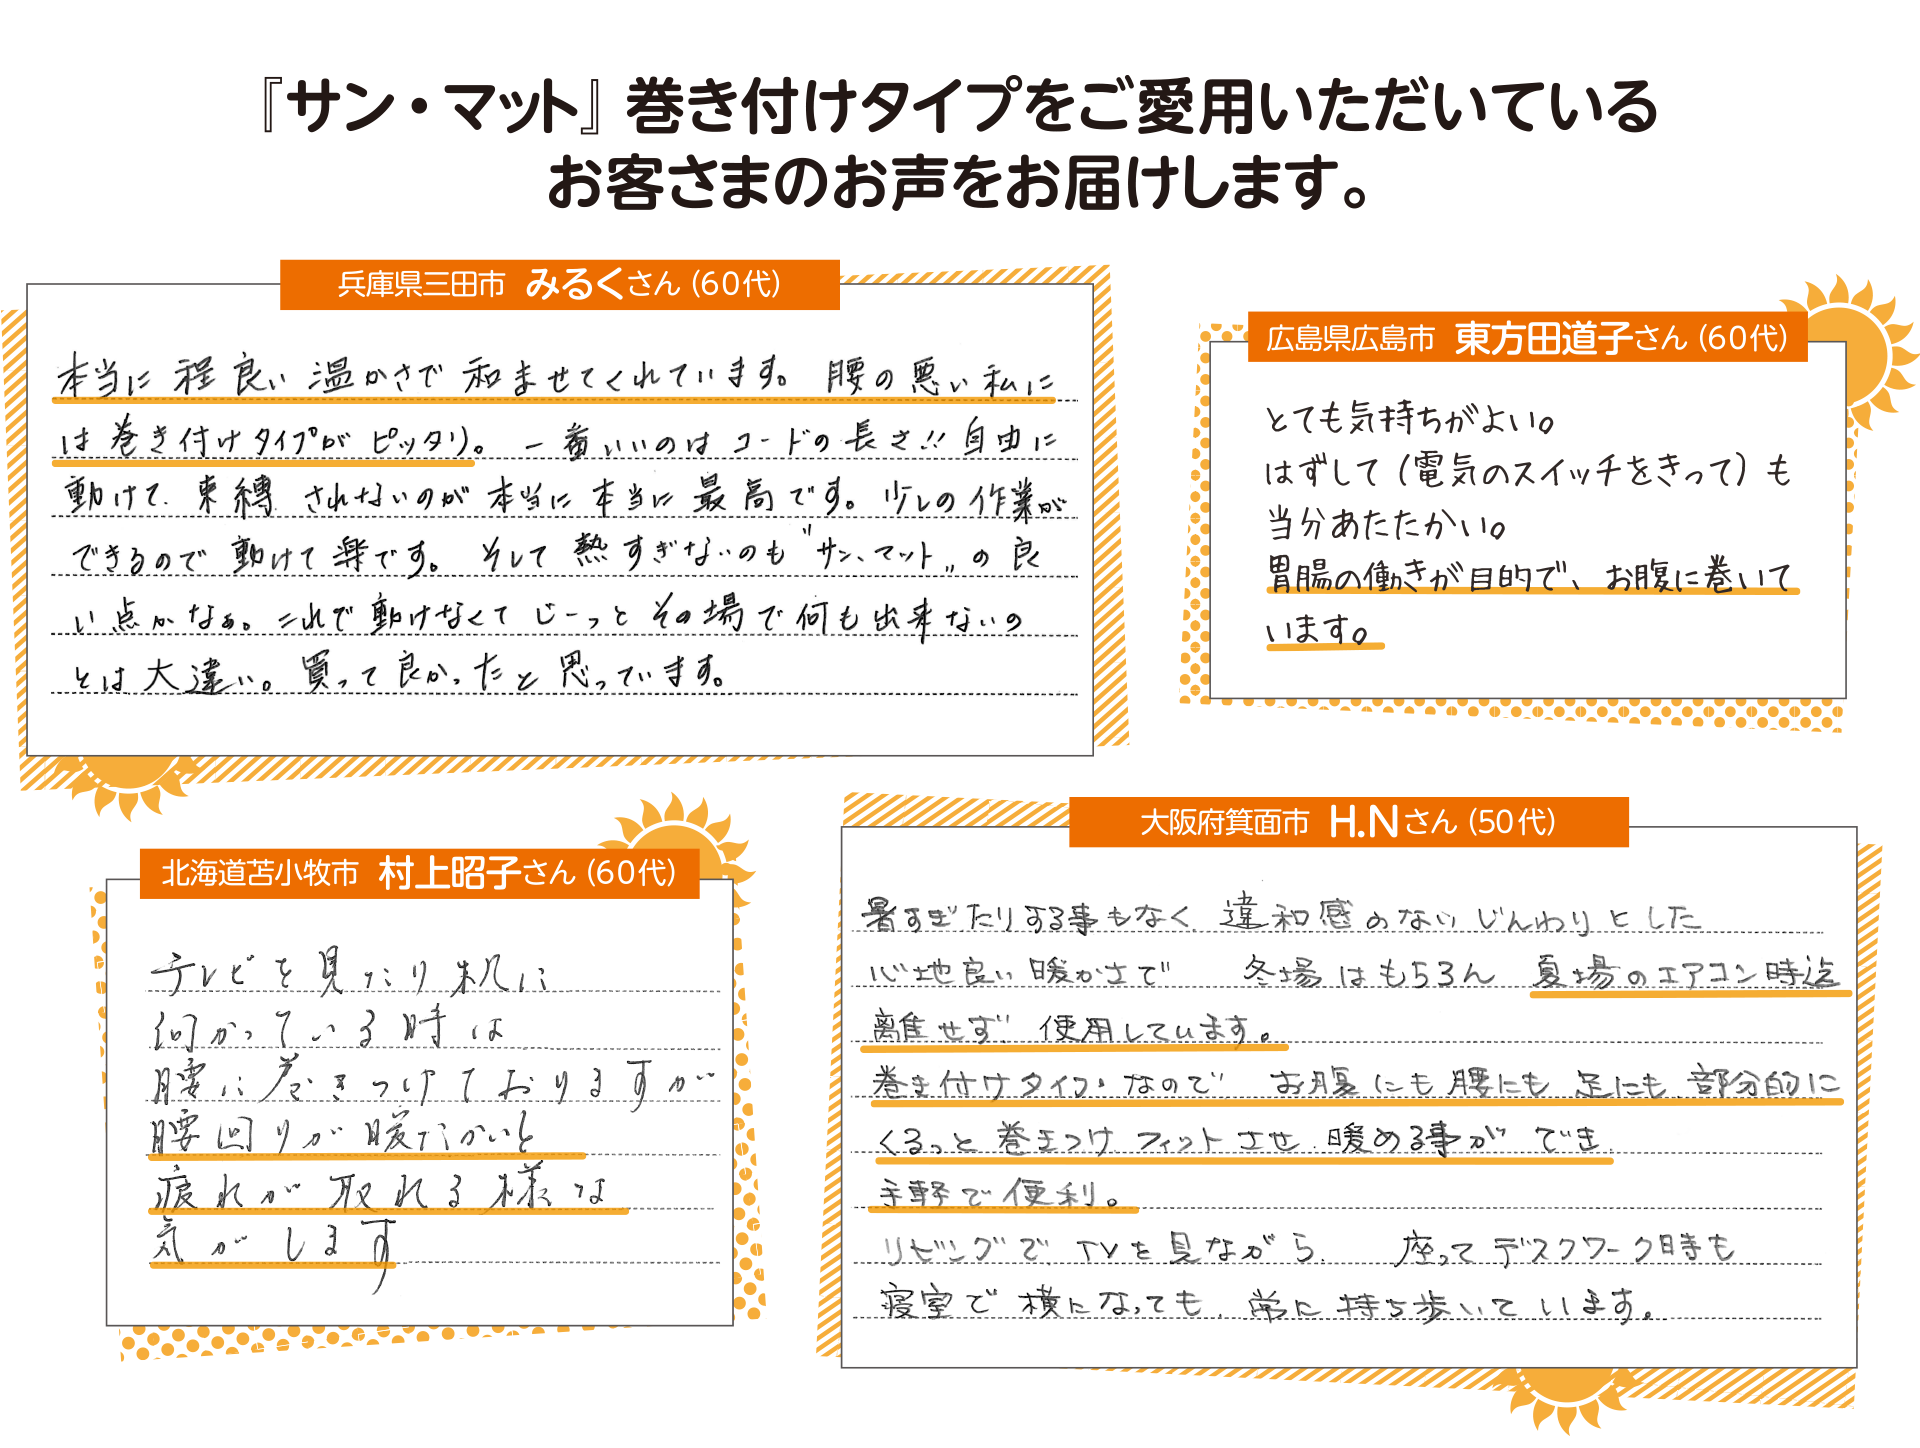 『サン・マット』巻き付けタイプをご愛用いただいている
お客さまのお声をお届けします。
兵庫県三田市 みるくさん（60代）
本当に程良い温かさで和ませてくれています。腰の悪い私に
は巻き付けタイプがピッタリ。一番いいのはコードの長さ!!自由に
動けて束縛されないのが本当に本当に最高です。少しの作業が
できるので動けて楽です。そして熱すぎないのも〝サン、マット〟の良
い点かなぁ。これで動けなくてじーっとその場で何も出来ないの
とは大違い。買って良かったと思っています。
広島県広島市 東方田道子さん（60代）
とても気持ちがよい。
はずして（電気のスイッチをきって）も
当分あたたかい。
胃腸の働きが目的で、お腹に巻いて
います。
北海道苫小牧市 村上昭子さん（60代）
テレビを見たり机に
向かっている時は
腰に巻きつけておりますが
腰回りが暖たかいと
疲れが取れる様な
気がします
大阪府箕面市 H.Nさん（50代）
暑すぎたりする事もなく、違和感のないじんわりとした
心地良い暖かさで 冬場はもちろん 夏場のエアコン時迄
離せず、使用しています。
巻き付けタイプなので お腹にも腰にも足にも、部分的に
くるっと巻きつけ、フィットさせ、暖める事ができ、
手軽で便利。
リビングで、TVを見ながら、 座ってデスクワーク時も
寝室で横になっても、常に持ち歩いています。